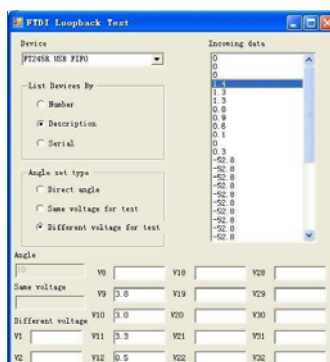 FTDI Loopback Test
Device
FT245R USB FIFO
List Devices By
Number
Description
Serial
Angle set type
Direct angle
Same voltage for test
Different voltage for test
Incoming data
0
0
0
1.4
1.3
1.3
0.8
0.9
0.6
0.1
0
0.3
-52.8
-52.8
-52.8
-52.8
-52.8
-52.8
-52.8
-52.8
-52.8
Angle
10
Same voltage
Different voltage
V1
V2
V8
V9 3.8
V10 3.0
V11 3.3
V12 0.5
V18
V19
V20
V21
V22
V28
V29
V30
V31
V32